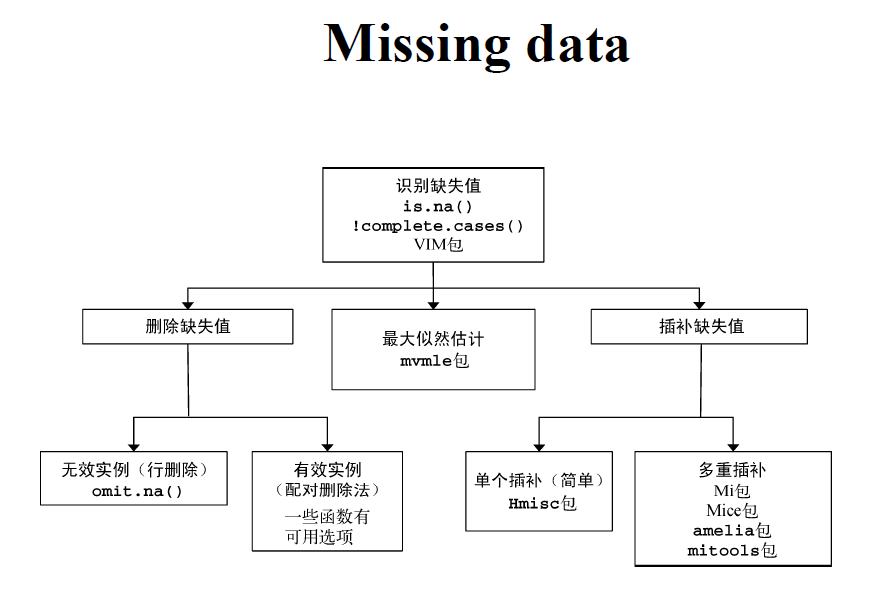 Missing data
识别缺失值
is.na()
!complete.cases()
VIM包
删除缺失值
最大似然估计
mvmle包
插补缺失值
无效实例（行删除）
omit.na()
有效实例
（配对删除法）
一些函数有
可用选项
单个插补（简单）
Hmisc包
多重插补
Mi包
Mice包
amelia包
mitools包